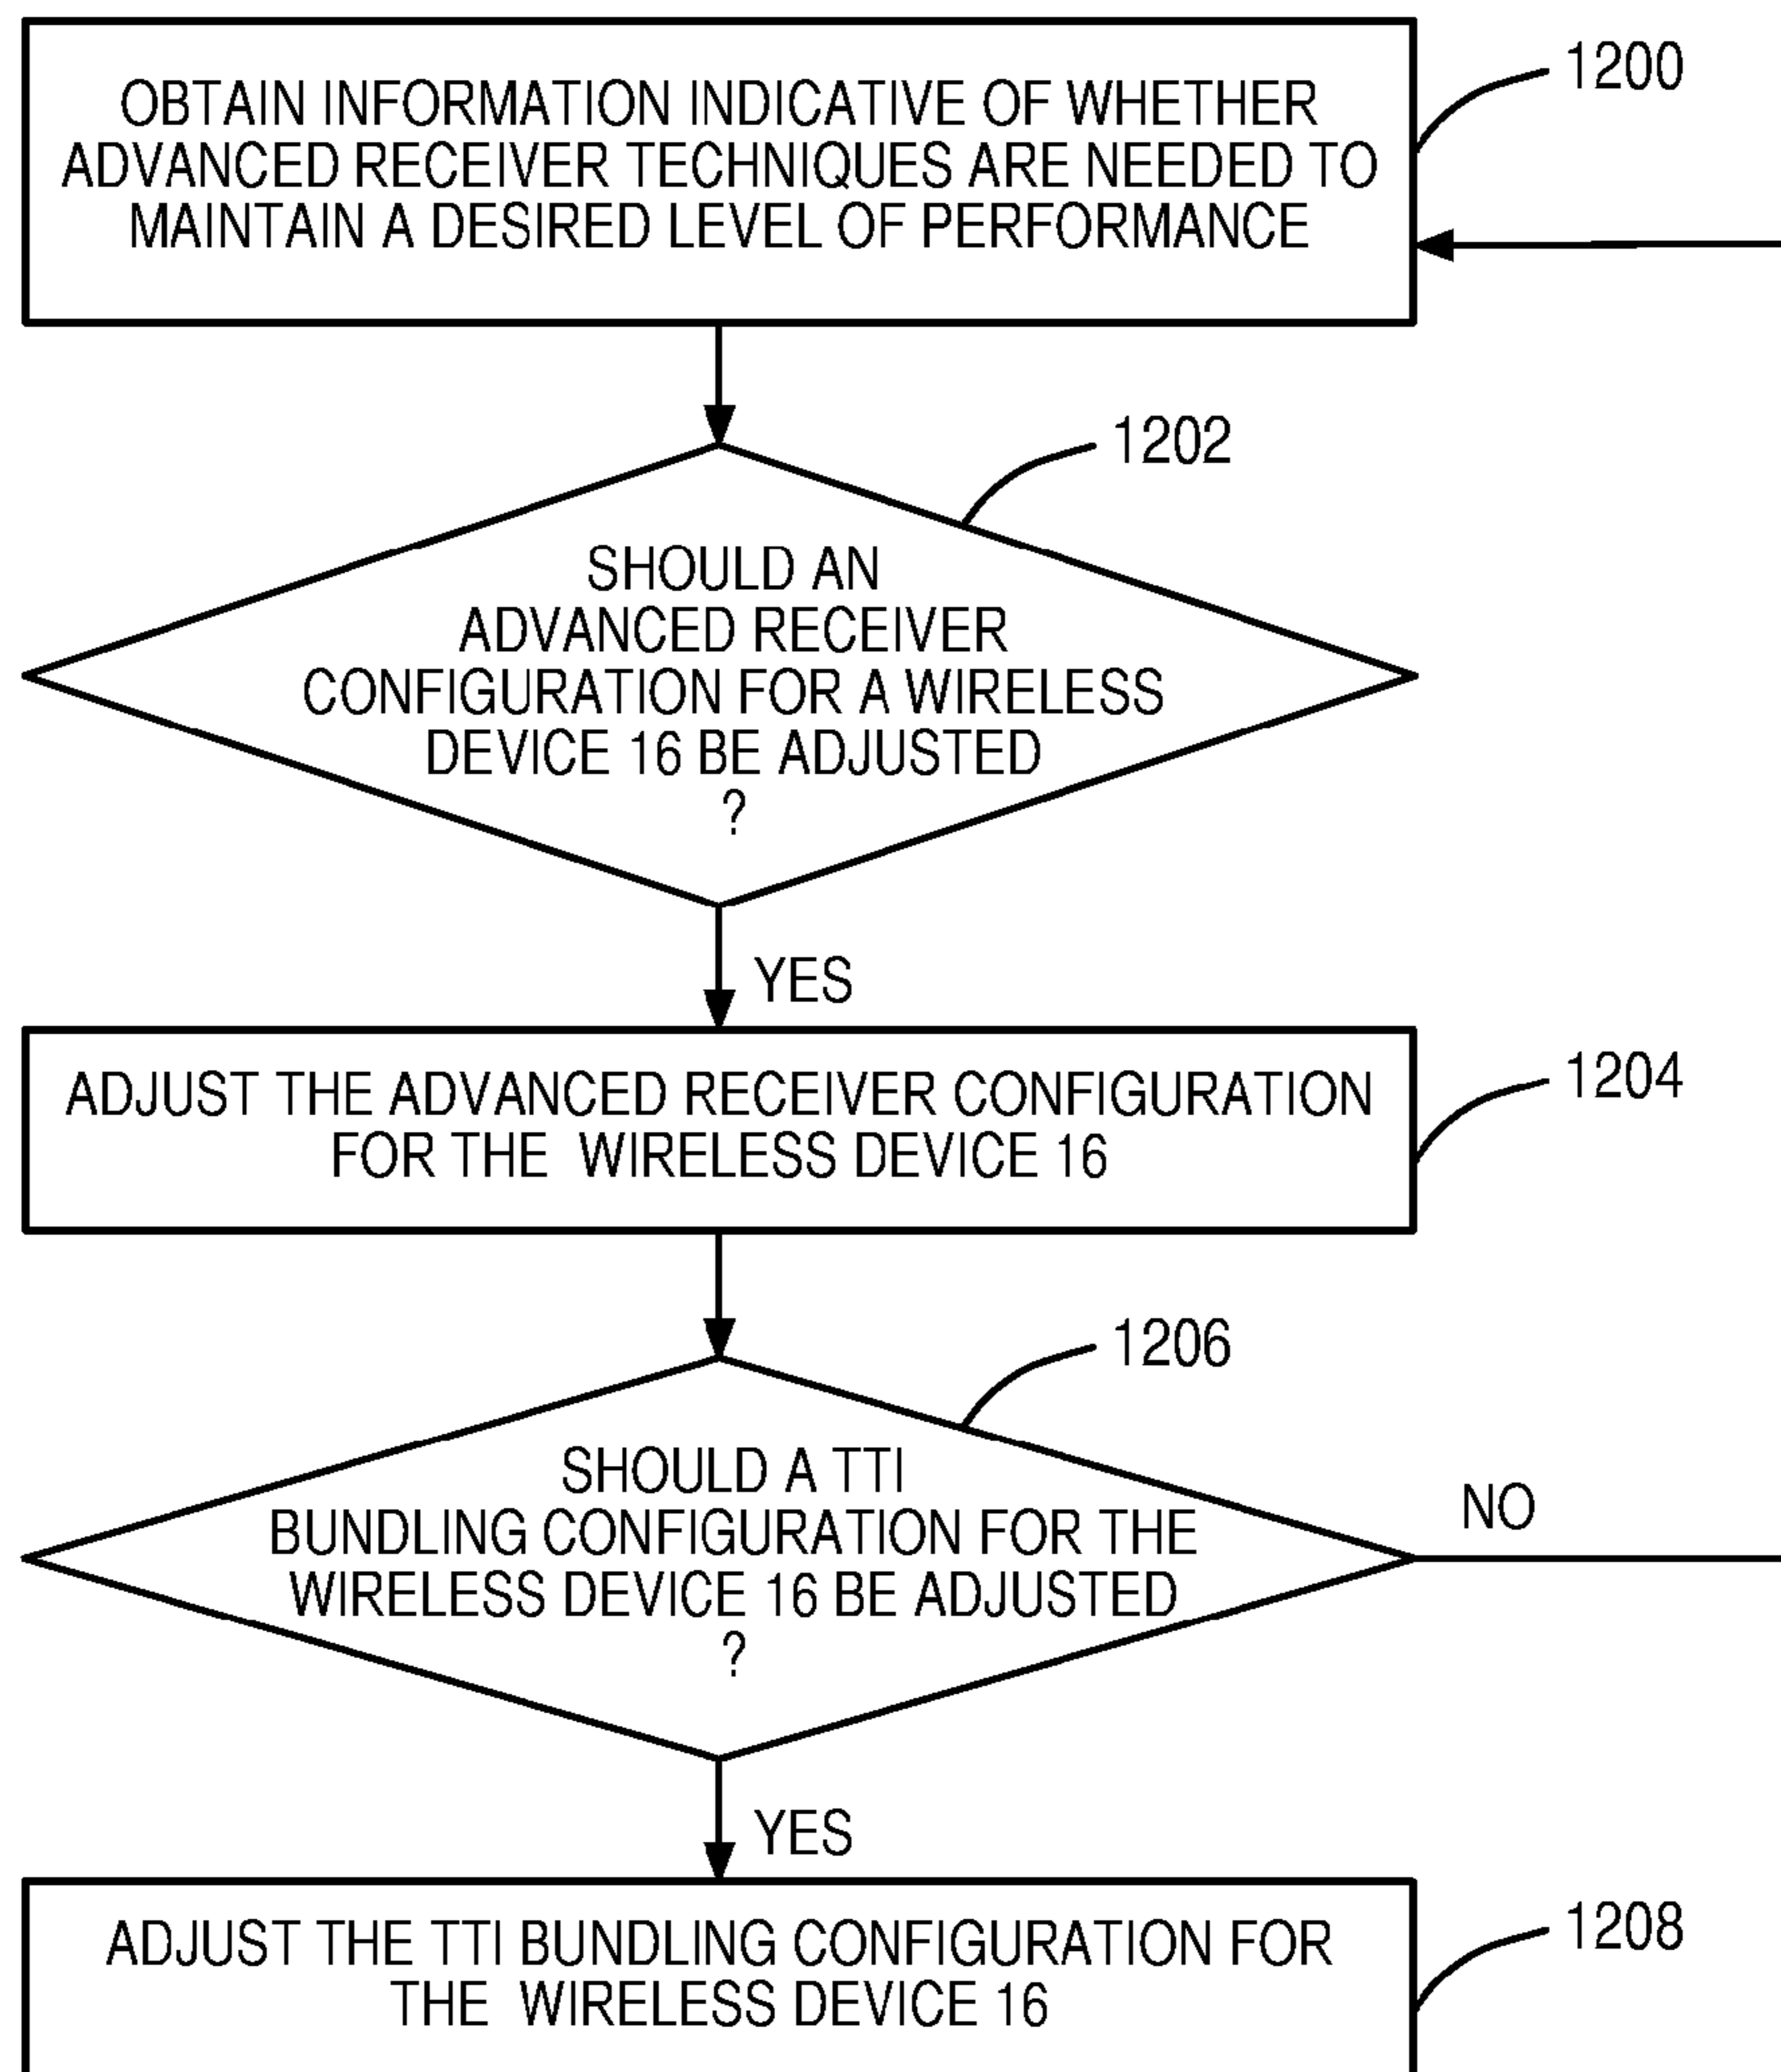 OBTAIN INFORMATION INDICATIVE OF WHETHER
ADVANCED RECEIVER TECHNIQUES ARE NEEDED TO
MAINTAIN A DESIRED LEVEL OF PERFORMANCE
1200
1202
SHOULD AN
ADVANCED RECEIVER
CONFIGURATION FOR A WIRELESS
DEVICE 16 BE ADJUSTED
?
YES
ADJUST THE ADVANCED RECEIVER CONFIGURATION
FOR THE WIRELESS DEVICE 16
1204
1206
SHOULD A TTI
BUNDLING CONFIGURATION FOR THE
WIRELESS DEVICE 16 BE ADJUSTED
?
NO
YES
ADJUST THE TTI BUNDLING CONFIGURATION FOR
THE WIRELESS DEVICE 16
1208